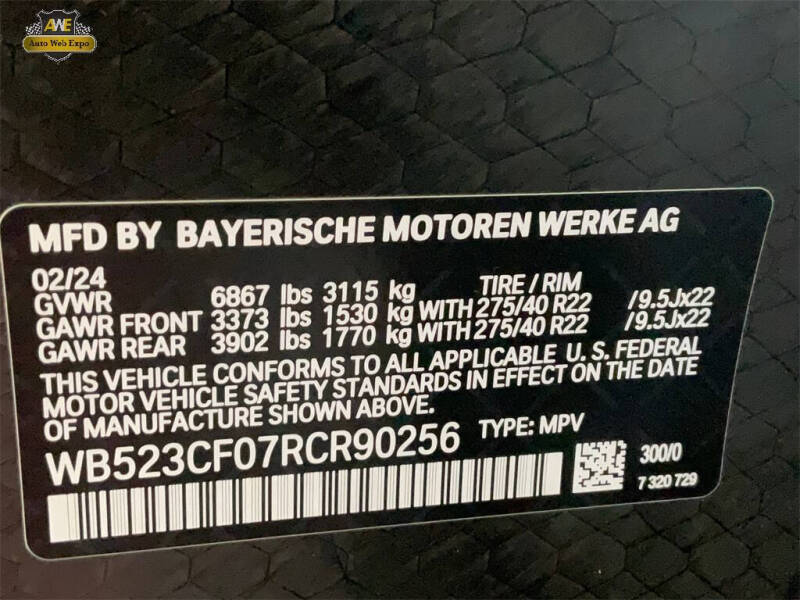 AWE
Auto Web Expo
MFD BY BAYERISCHE MOTOREN WERKE AG
02/24 TIRE / RIM
GVWR 6867 lbs 3115 kg
GAWR FRONT 3373 lbs 1530 kg WITH 275/40 R22 /9.5Jx22
GAWR REAR 3902 lbs 1770 kg WITH 275/40 R22 /9.5Jx22
THIS VEHICLE CONFORMS TO ALL APPLICABLE U. S. FEDERAL
MOTOR VEHICLE SAFETY STANDARDS IN EFFECT ON THE DATE
OF MANUFACTURE SHOWN ABOVE.
WB523CF07RCR90256 TYPE: MPV
300/0
7 320 729